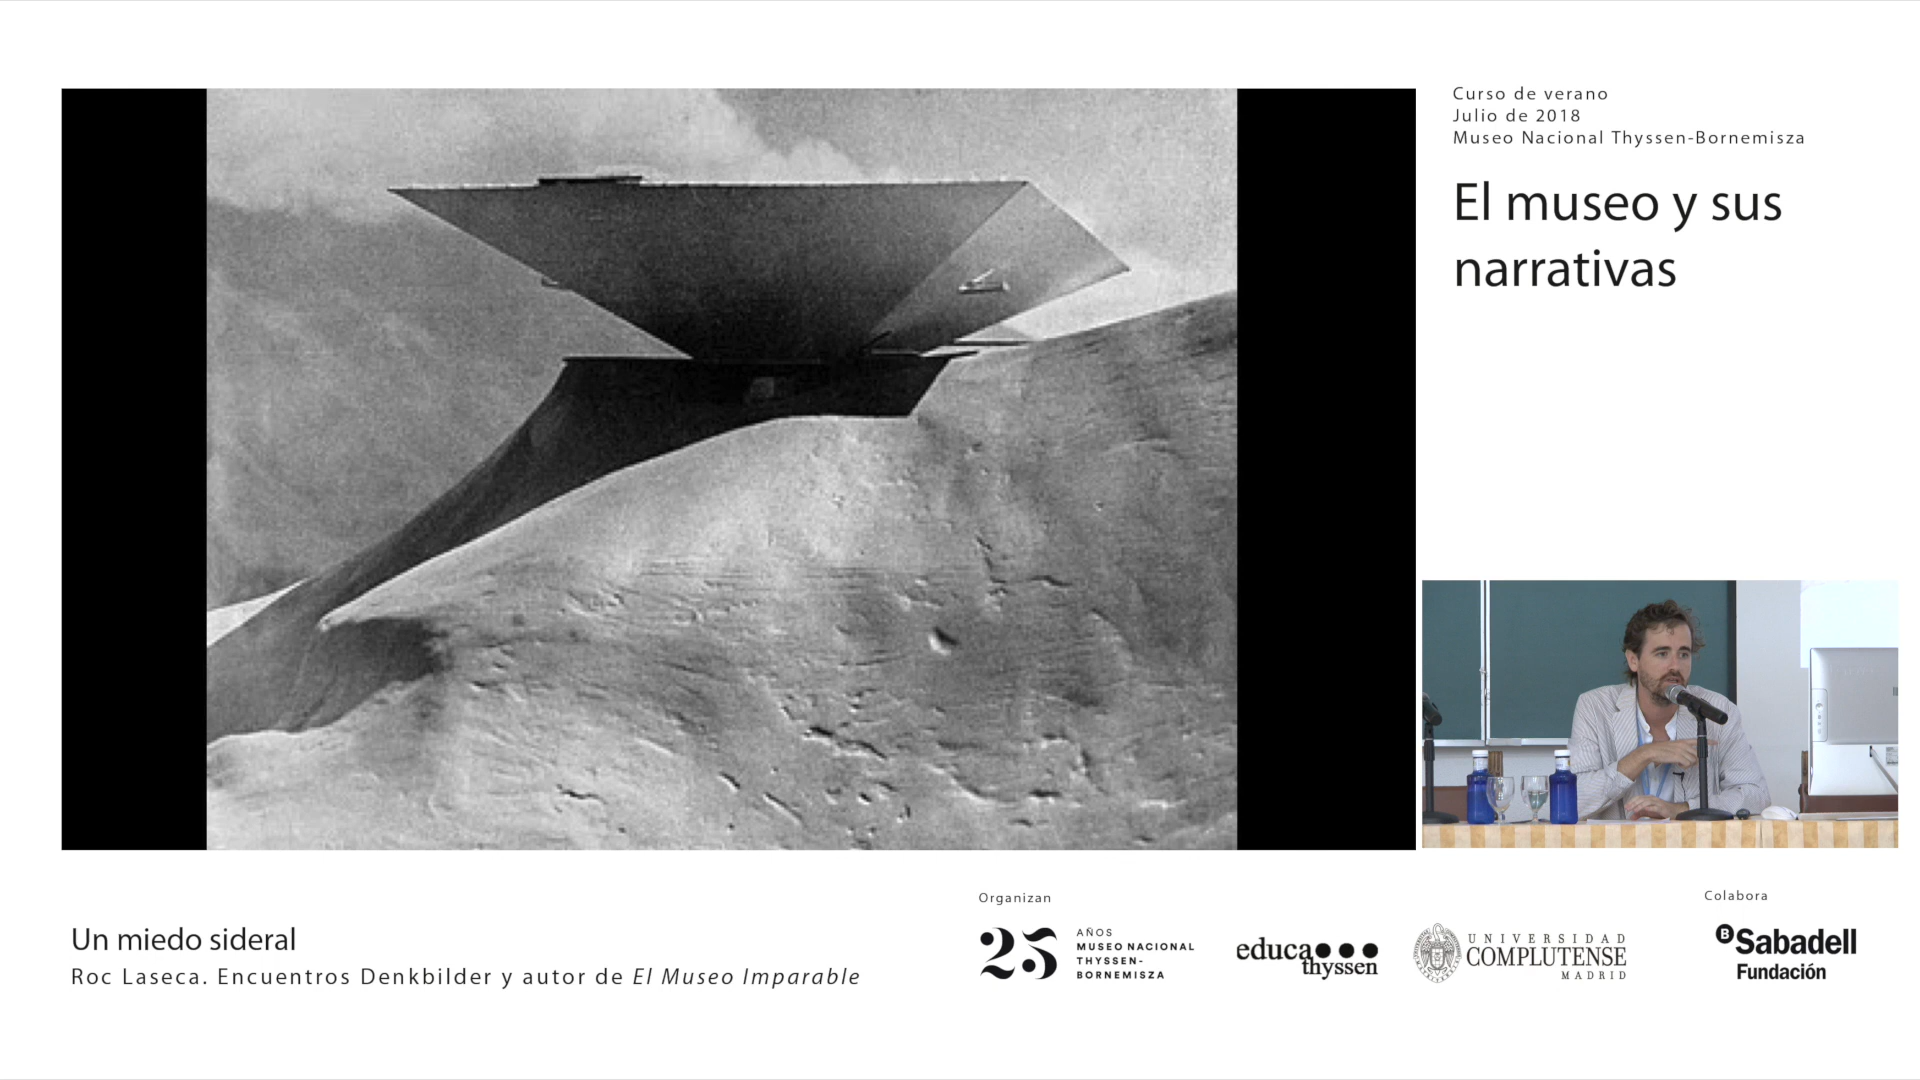 Curso de verano
Julio de 2018
Museo Nacional Thyssen-Bornemisza
El museo y sus
narrativas
Un miedo sideral
Roc Laseca. Encuentros Denkbilder y autor de El Museo Imparable
Organizan
25 AÑOS
MUSEO NACIONAL
THYSSEN-
BORNEMISZA
educa
thyssen
UNIVERSIDAD
COMPLUTENSE
MADRID
Colabora
B Sabadell
Fundación